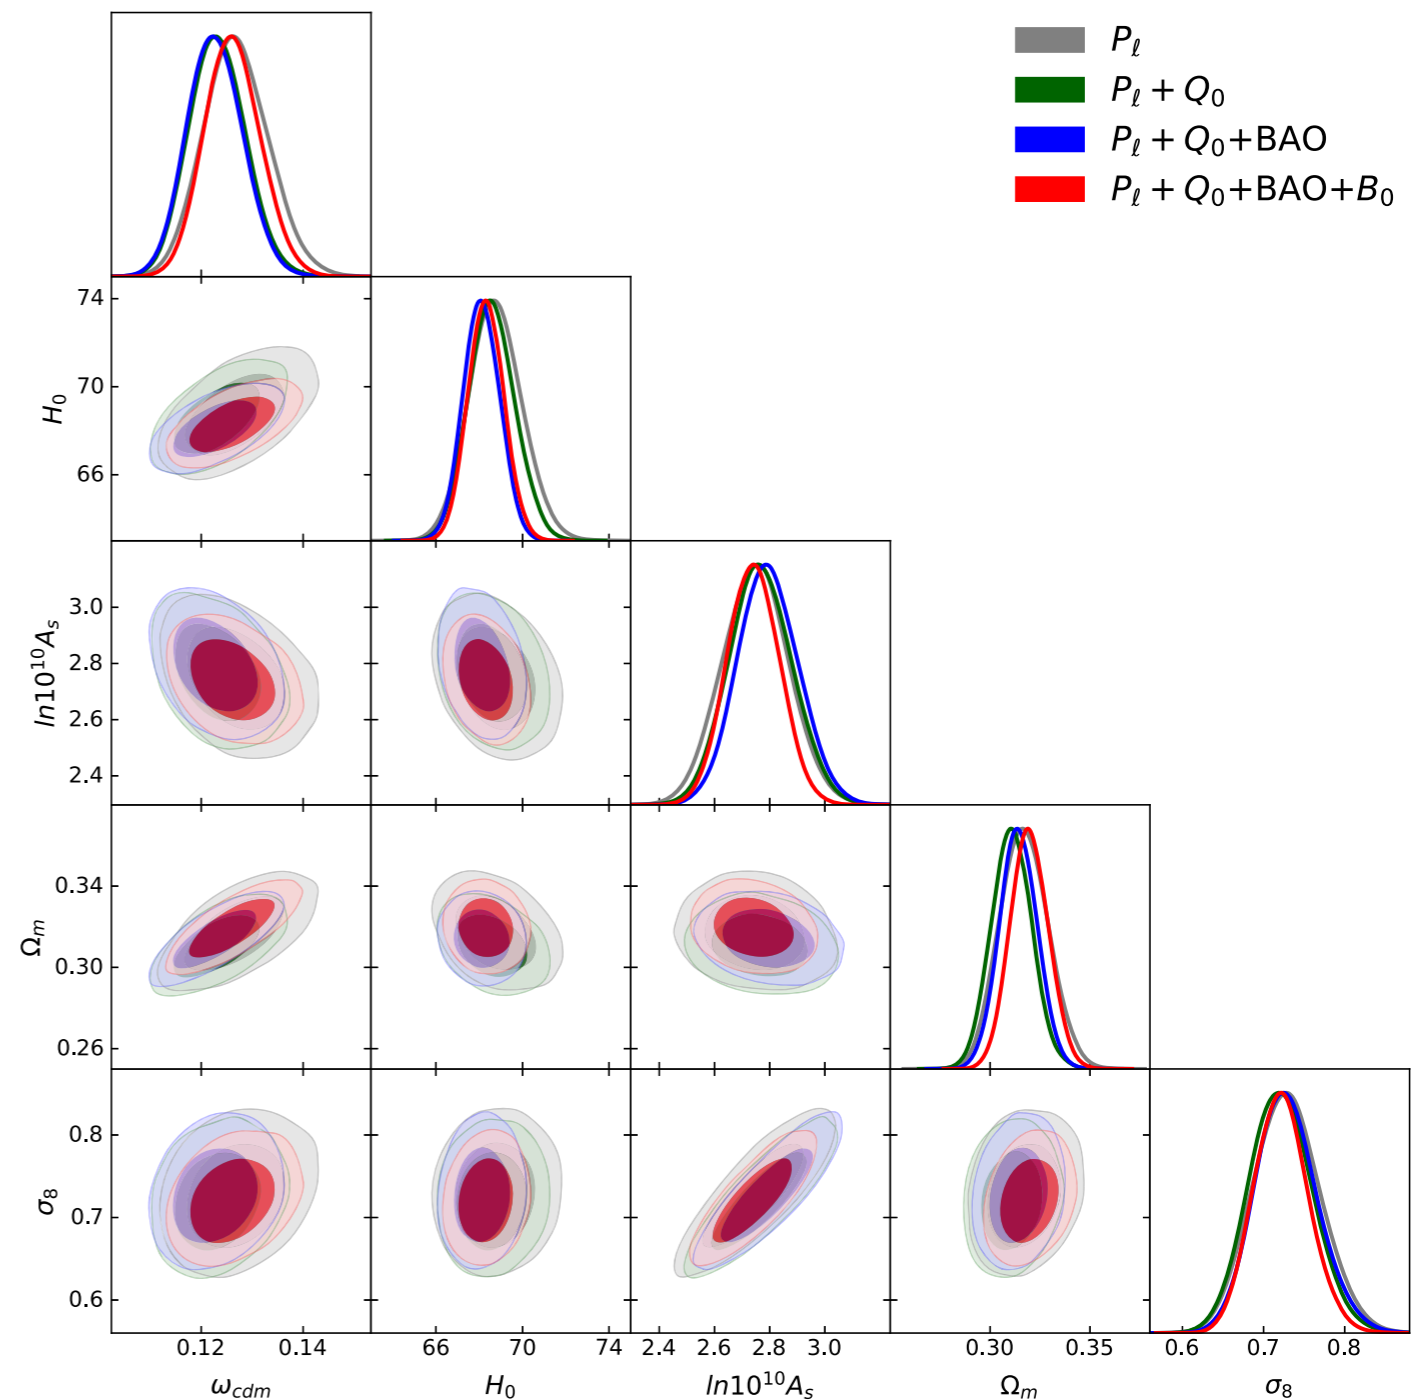 P_ℓ
P_ℓ + Q_0
P_ℓ + Q_0+BAO
P_ℓ + Q_0+BAO+B_0
74
70
66
H_0
3.0
2.8
2.6
2.4
ln10^{10}A_s
0.34
0.30
0.26
Ω_m
0.8
0.7
0.6
σ_8
0.12 0.14 66 70 74 2.4 2.6 2.8 3.0 0.30 0.35 0.6 0.7 0.8
ω_{cdm} H_0 ln10^{10}A_s Ω_m σ_8